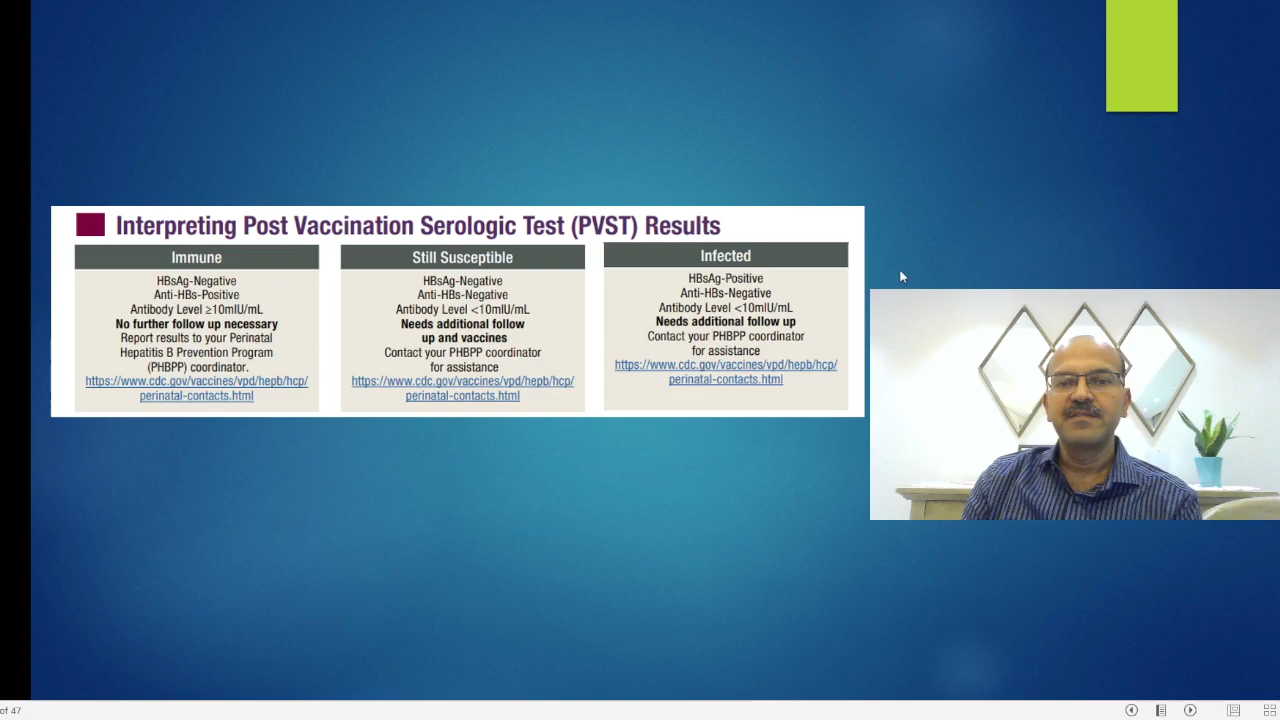 Interpreting Post Vaccination Serologic Test (PVST) Results
Immune
HBsAg-Negative
Anti-HBs-Positive
Antibody Level ≥10mIU/mL
No further follow up necessary
Report results to your Perinatal
Hepatitis B Prevention Program
(PHBPP) coordinator.
https://www.cdc.gov/vaccines/vpd/hepb/hcp/
perinatal-contacts.html
Still Susceptible
HBsAg-Negative
Anti-HBs-Negative
Antibody Level <10mIU/mL
Needs additional follow
up and vaccines
Contact your PHBPP coordinator
for assistance
https://www.cdc.gov/vaccines/vpd/hepb/hcp/
perinatal-contacts.html
Infected
HBsAg-Positive
Anti-HBs-Negative
Antibody Level <10mIU/mL
Needs additional follow up
Contact your PHBPP coordinator
for assistance
https://www.cdc.gov/vaccines/vpd/hepb/hcp/
perinatal-contacts.html
of 47